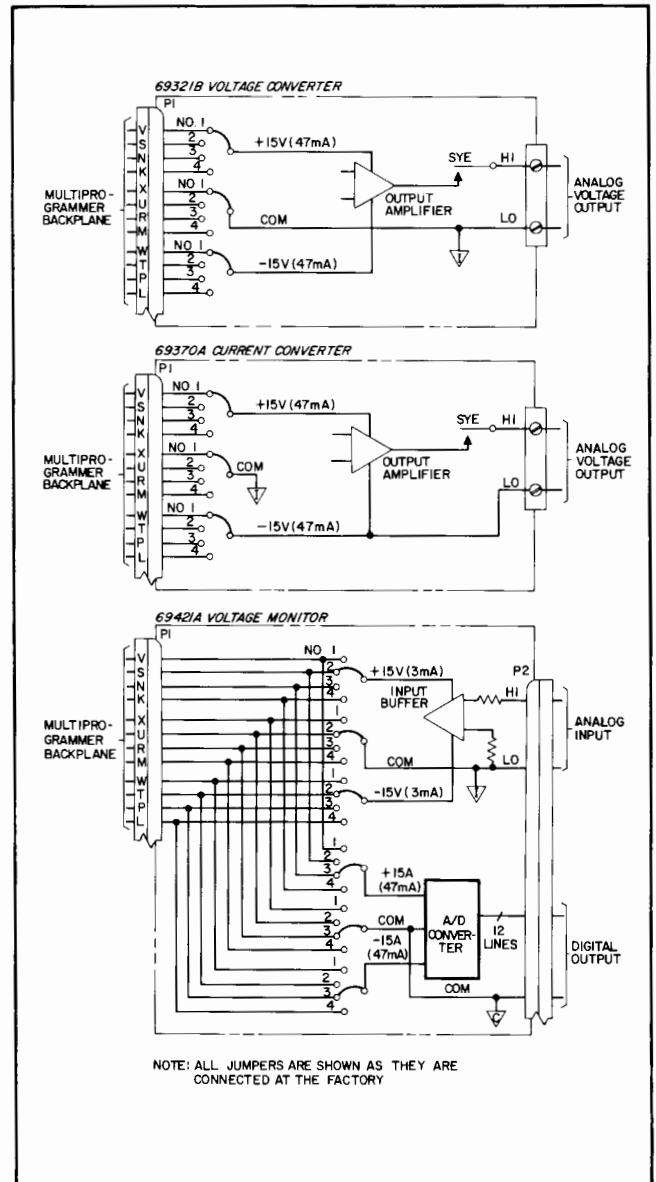 69321B VOLTAGE CONVERTER
P1
V
S
N
K
X
U
R
M
W
T
P
L
NO. 1
2
3
4
NO 1
2
3
4
NO 1
2
3
4
+15V (47mA)
COM
-15V (47mA)
MULTIPRO-
GRAMMER
BACKPLANE
OUTPUT
AMPLIFIER
SYE
HI
LO
I
ANALOG
VOLTAGE
OUTPUT
69370A CURRENT CONVERTER
P1
V
S
N
K
X
U
R
M
W
T
P
L
NO 1
2
3
4
NO 1
2
3
4
NO 1
2
3
4
+15V (47mA)
COM
I
-15V (47mA)
MULTIPRO-
GRAMMER
BACKPLANE
OUTPUT
AMPLIFIER
SYE
HI
LO
ANALOG
VOLTAGE
OUTPUT
69421A VOLTAGE MONITOR
P1
V
S
N
K
X
U
R
M
W
T
P
L
MULTIPRO-
GRAMMER
BACKPLANE
NO 1
2
3
4
1
2
3
4
1
2
3
4
+15V (3mA)
INPUT
BUFFER
COM
-15V (3mA)
P2
HI
LO
I
ANALOG
INPUT
1
2
3
4
1
2
3
4
1
2
3
4
+15A
(47mA)
COM
-15A
(47mA)
A/D
CONVER-
TER
12
LINES
COM
C
DIGITAL
OUTPUT
NOTE: ALL JUMPERS ARE SHOWN AS THEY ARE
CONNECTED AT THE FACTORY